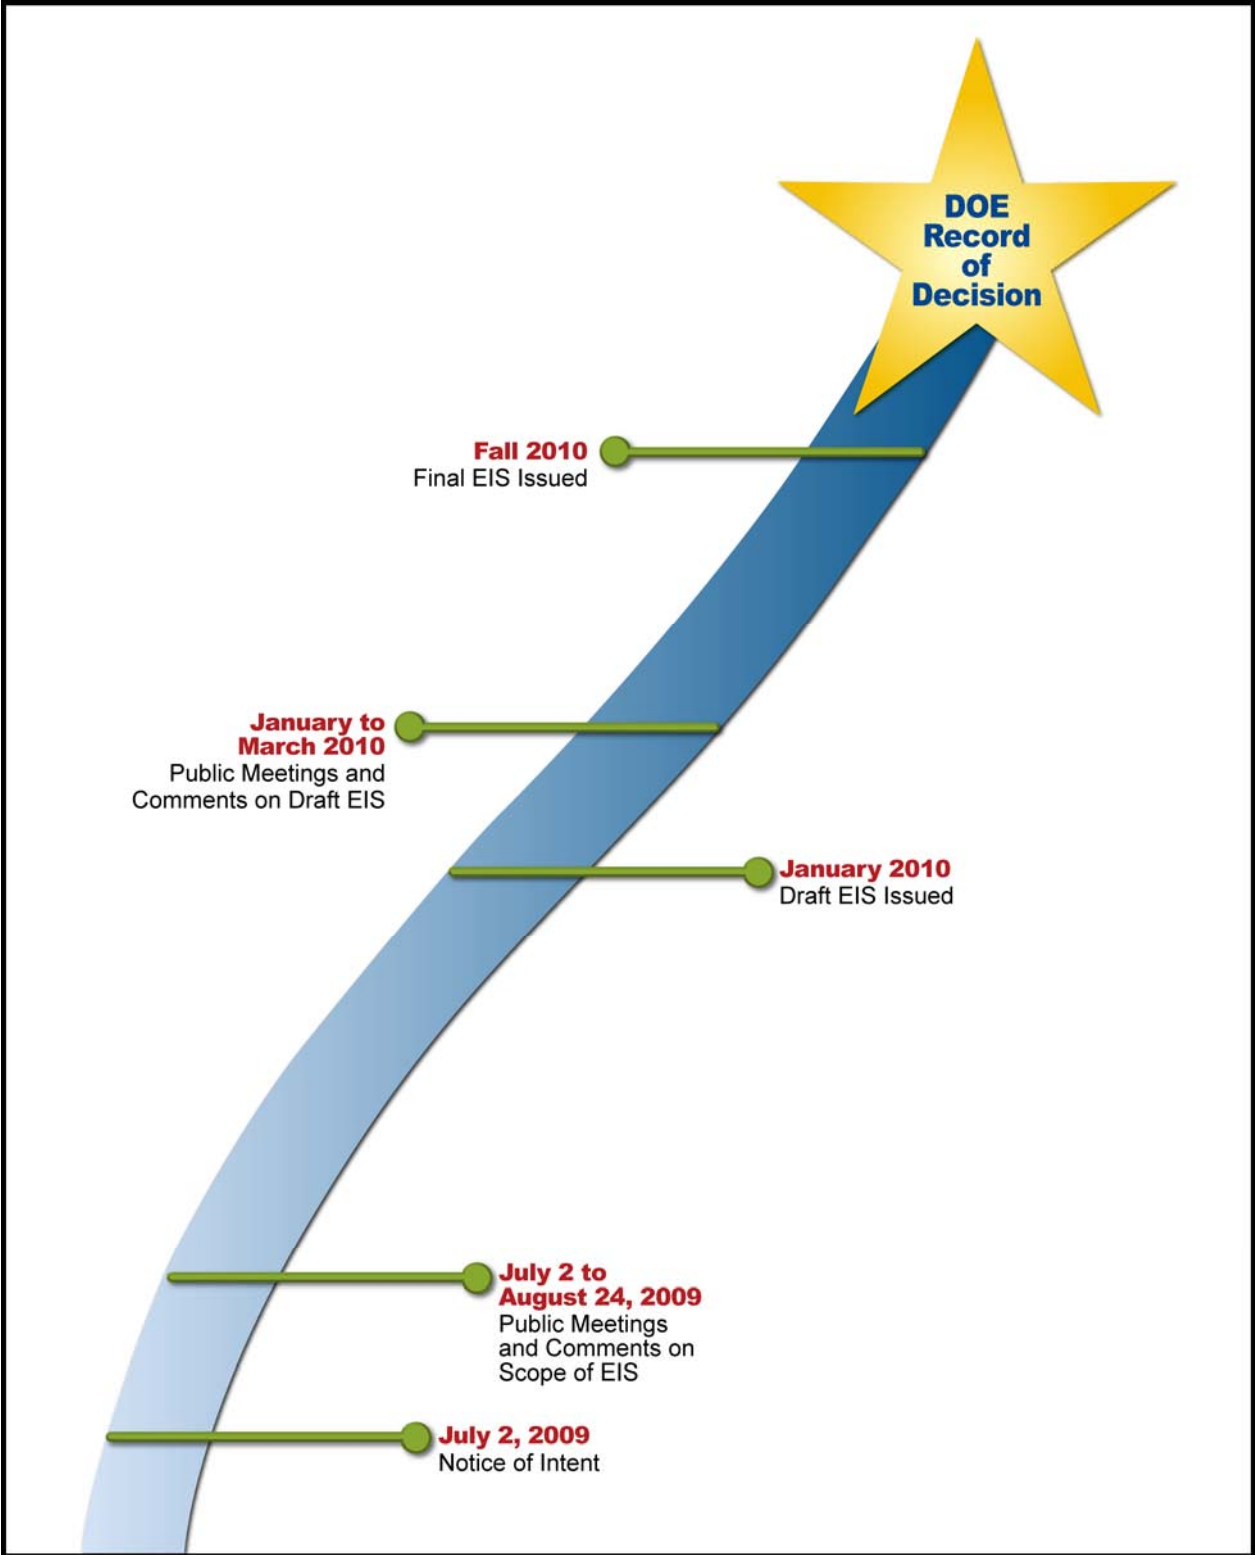 DOE
Record
of
Decision
Fall 2010
Final EIS Issued
January to
March 2010
Public Meetings and
Comments on Draft EIS
January 2010
Draft EIS Issued
July 2 to
August 24, 2009
Public Meetings
and Comments on
Scope of EIS
July 2, 2009
Notice of Intent